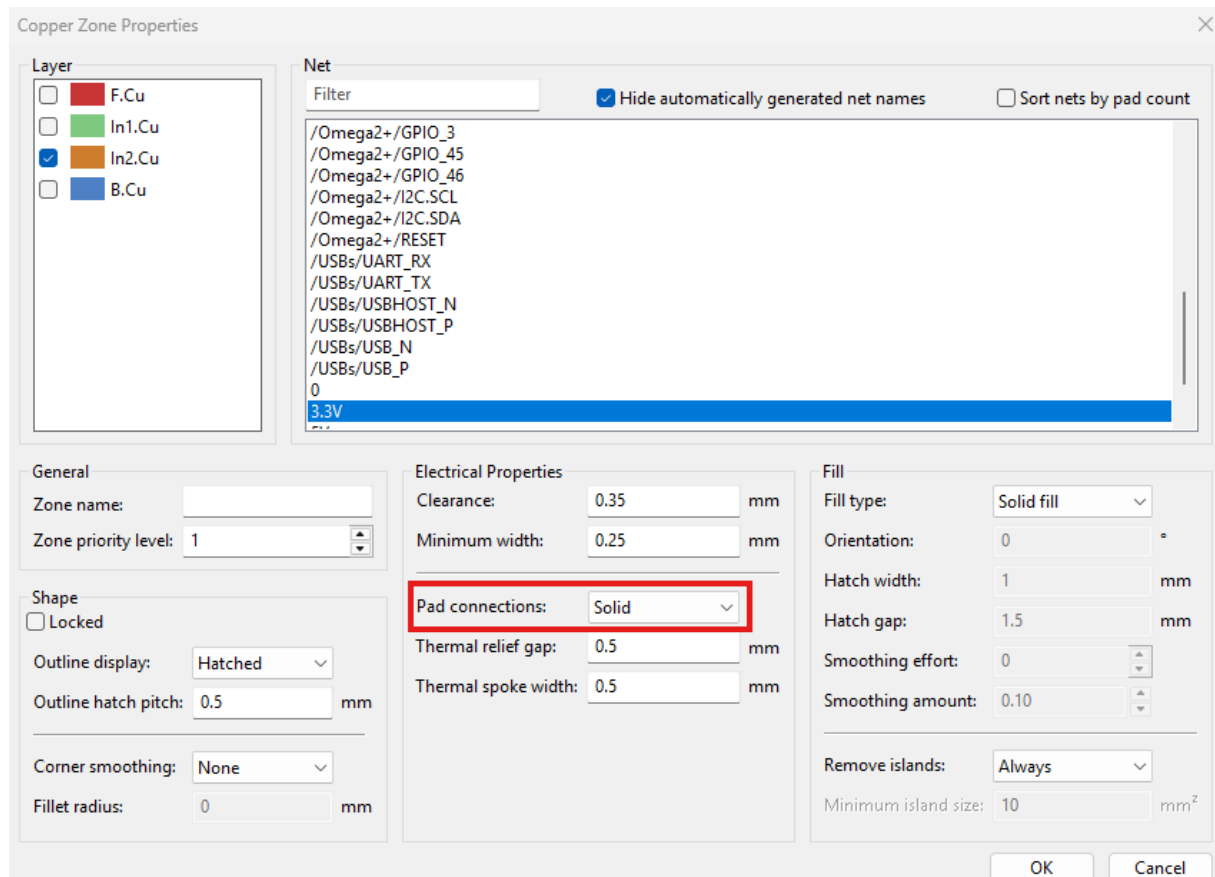 Copper Zone Properties
Layer
F.Cu
In1.Cu
In2.Cu
B.Cu
Net
Filter
Hide automatically generated net names
Sort nets by pad count
/Omega2+/GPIO_3
/Omega2+/GPIO_45
/Omega2+/GPIO_46
/Omega2+/I2C.SCL
/Omega2+/I2C.SDA
/Omega2+/RESET
/USBs/UART_RX
/USBs/UART_TX
/USBs/USBHOST_N
/USBs/USBHOST_P
/USBs/USB_N
/USBs/USB_P
0
3.3V
General
Zone name:
Zone priority level: 1
Shape
Locked
Outline display: Hatched
Outline hatch pitch: 0.5 mm
Corner smoothing: None
Fillet radius: 0 mm
Electrical Properties
Clearance: 0.35 mm
Minimum width: 0.25 mm
Pad connections: Solid
Thermal relief gap: 0.5 mm
Thermal spoke width: 0.5 mm
Fill
Fill type: Solid fill
Orientation: 0 °
Hatch width: 1 mm
Hatch gap: 1.5 mm
Smoothing effort: 0
Smoothing amount: 0.10
Remove islands: Always
Minimum island size: 10 mm²
OK Cancel